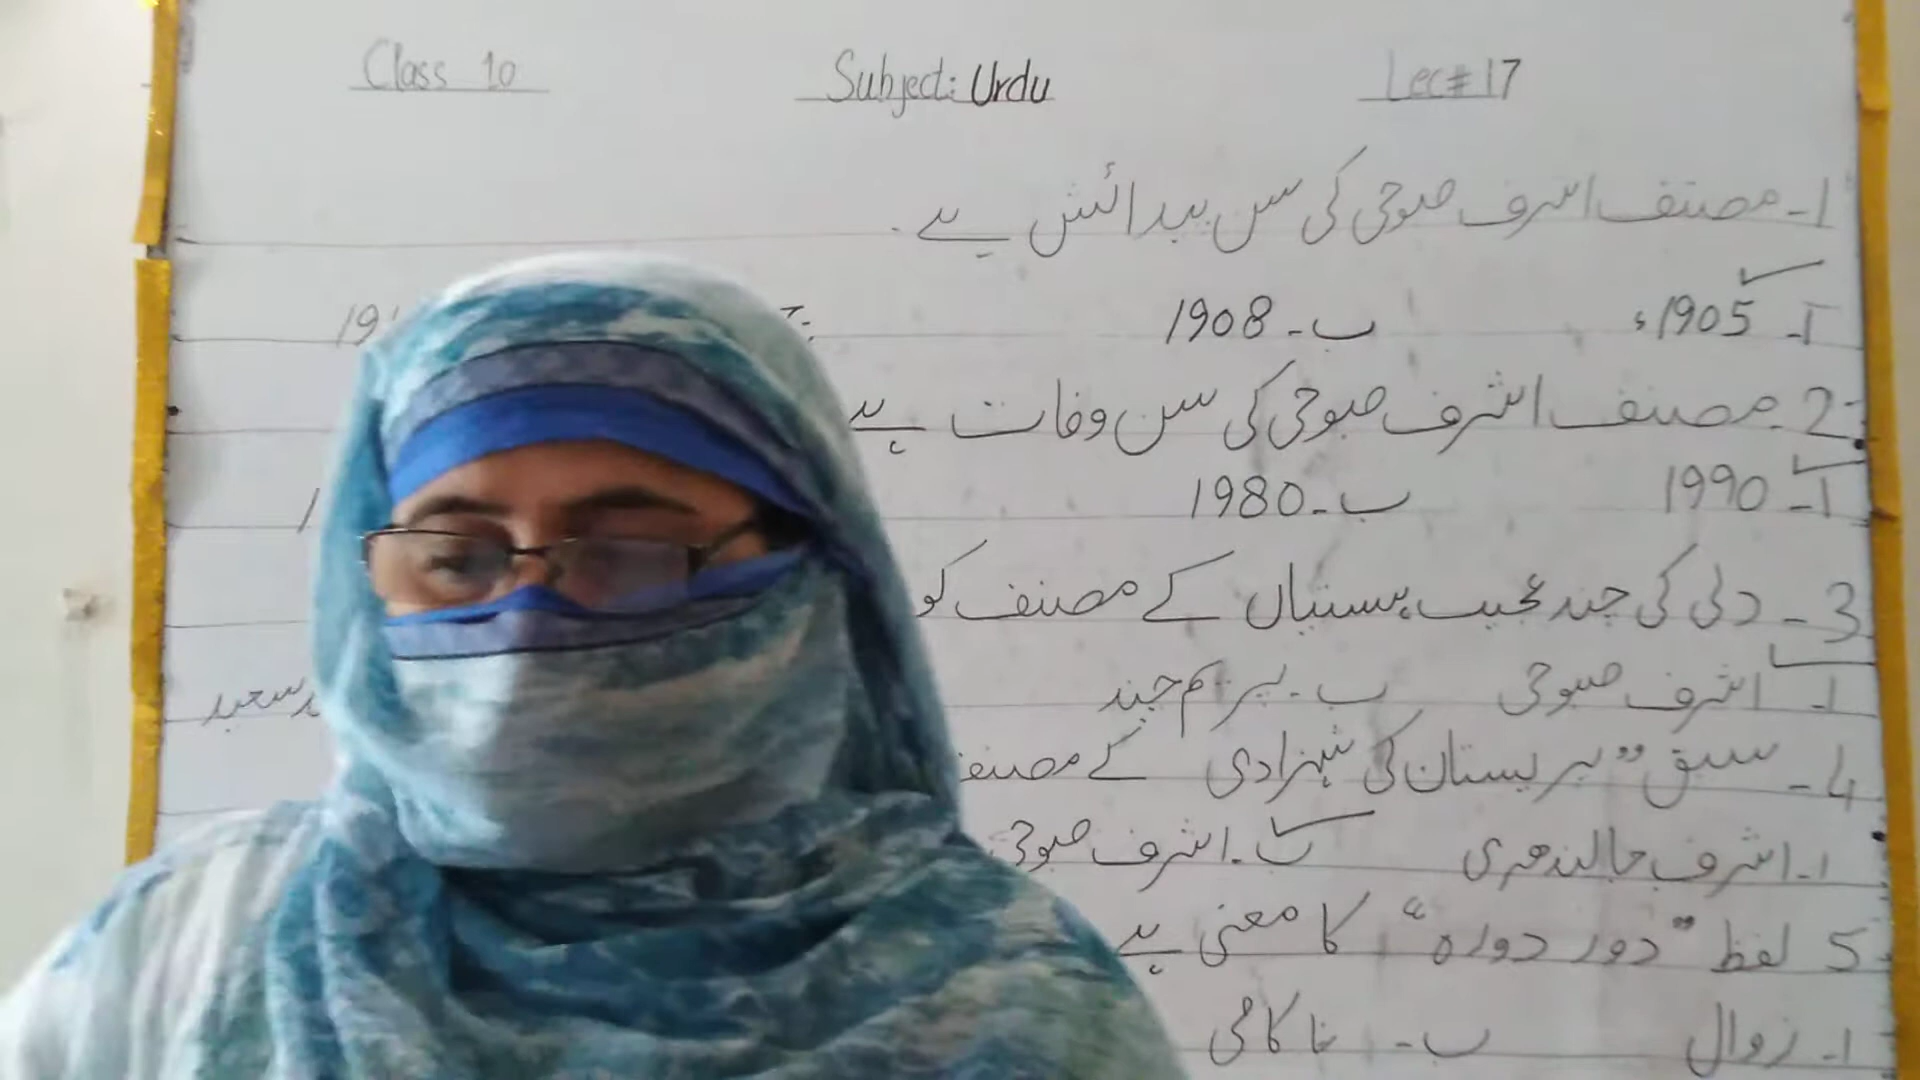 Class 10 Subject: Urdu Lec# 17
1- مصنف اشرف صبوحی کی سن پیدائش ہے۔
آ- 1905ء ب- 1908 ج-
2- مصنف اشرف صبوحی کی سن وفات ہے
آ- 1990 ب- 1980
3- دلی کی چند عجیب ہستیاں کے مصنف کو
ا- اشرف صبوحی ب- پریم چند سعید
4- سبق "پرستان کی شہزادی کے مصنف
ا- اشرف جالندھری ب- اشرف صبوحی
5 لفظ "دور دورہ" کا معنی ہے
ا- زوال ب- ناکامی